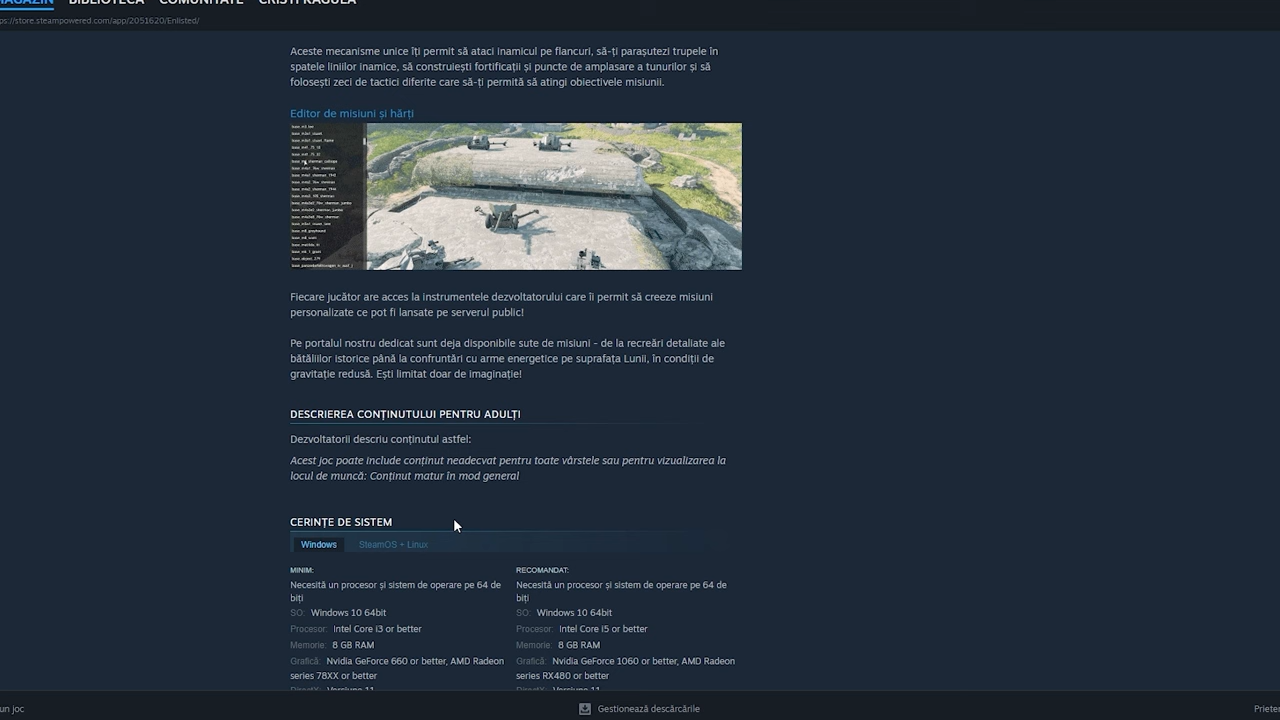 MAGAZIN BIBLIOTECA COMUNITATE CRISTI RAGULA
ps://store.steampowered.com/app/2051620/Enlisted/
Aceste mecanisme unice îți permit să ataci inamicul pe flancuri, să-ți parașutezi trupele în
spatele liniilor inamice, să construiești fortificații și puncte de amplasare a tunurilor și să
folosești zeci de tactici diferite care să-ți permită să atingi obiectivele misiunii.
Editor de misiuni și hărți
Fiecare jucător are acces la instrumentele dezvoltatorului care îi permit să creeze misiuni
personalizate ce pot fi lansate pe serverul public!
Pe portalul nostru dedicat sunt deja disponibile sute de misiuni - de la recreări detaliate ale
bătăliilor istorice până la confruntări cu arme energetice pe suprafața Lunii, în condiții de
gravitație redusă. Ești limitat doar de imaginație!
DESCRIEREA CONȚINUTULUI PENTRU ADULȚI
Dezvoltatorii descriu conținutul astfel:
Acest joc poate include conținut neadecvat pentru toate vârstele sau pentru vizualizarea la
locul de muncă: Conținut matur în mod general
CERINȚE DE SISTEM
Windows SteamOS + Linux
MINIM: RECOMANDAT:
Necesită un procesor și sistem de operare pe 64 de Necesită un procesor și sistem de operare pe 64 de
biți biți
SO: Windows 10 64bit SO: Windows 10 64bit
Procesor: Intel Core i3 or better Procesor: Intel Core i5 or better
Memorie: 8 GB RAM Memorie: 8 GB RAM
Grafică: Nvidia GeForce 660 or better, AMD Radeon Grafică: Nvidia GeForce 1060 or better, AMD Radeon
series 78XX or better series RX480 or better
DirectX: Versiune 11 DirectX: Versiune 11
un joc Gestionează descărcările Prieter